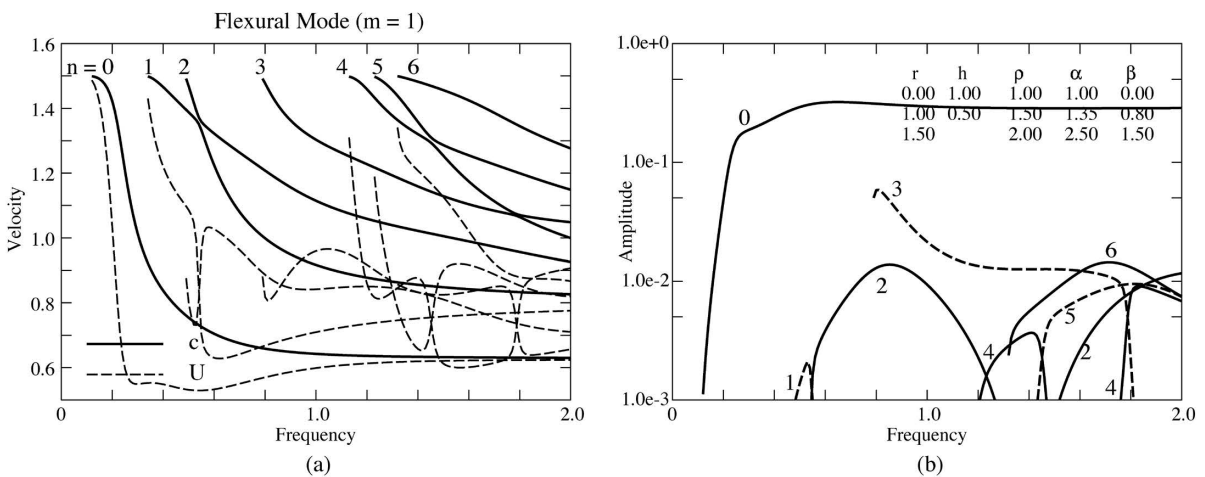 Flexural Mode (m = 1)
1.6
1.4
1.2
1.0
0.8
0.6
Velocity
n = 0 1 2 3 4 5 6
c
U
0 1.0 2.0
Frequency
(a)
1.0e+0
1.0e-1
1.0e-2
1.0e-3
Amplitude
r h ρ α β
0.00 1.00 1.00 1.00 0.00
1.00 0.50 1.50 1.35 0.80
1.50 2.00 2.50 1.50
0
3
6
2
5
4
2
1
4
0 1.0 2.0
Frequency
(b)